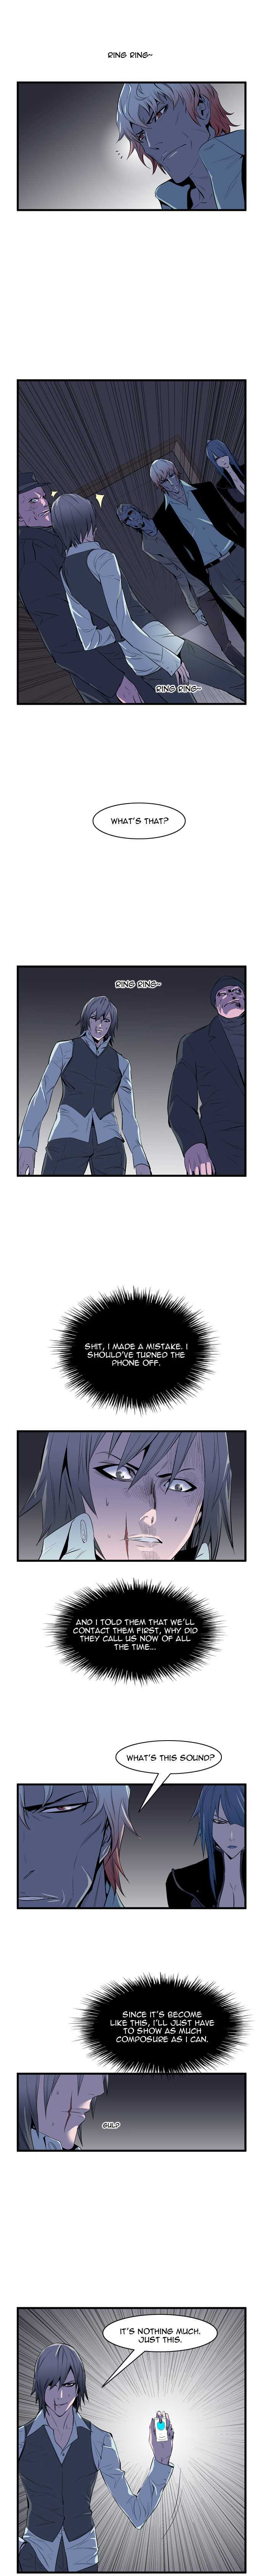 RING RING~
RING RING~
WHAT'S THAT?
RING RING~
SHIT, I MADE A MISTAKE. I
SHOULD'VE TURNED THE
PHONE OFF.
AND I TOLD THEM THAT WE'LL
CONTACT THEM FIRST, WHY DID
THEY CALL US NOW OF ALL
THE TIME...
WHAT'S THIS SOUND?
SINCE IT'S BECOME
LIKE THIS, I'LL JUST HAVE
TO SHOW AS MUCH
COMPOSURE AS I CAN.
GULP
IT'S NOTHING MUCH.
JUST THIS.